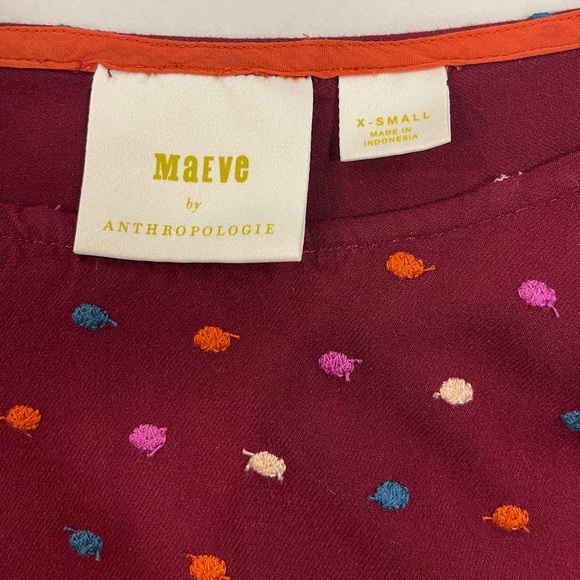 MaEve
by
ANTHROPOLOGIE
X-SMALL
MADE IN
INDONESIA